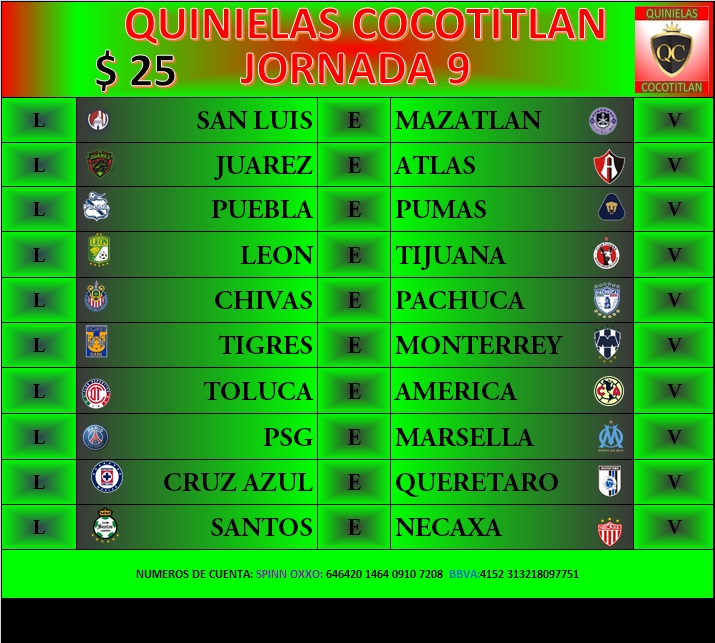 QUINIELAS COCOTITLAN
$ 25 JORNADA 9
QUINIELAS
QC
COCOTITLAN
L SAN LUIS E MAZATLAN V
L JUAREZ E ATLAS V
L PUEBLA E PUMAS V
L LEON E TIJUANA V
L CHIVAS E PACHUCA V
L TIGRES E MONTERREY V
L TOLUCA E AMERICA V
L PSG E MARSELLA V
L CRUZ AZUL E QUERETARO V
L SANTOS E NECAXA V
NUMEROS DE CUENTA: SPINN OXXO: 646420 1464 0910 7208 BBVA:4152 313218097751